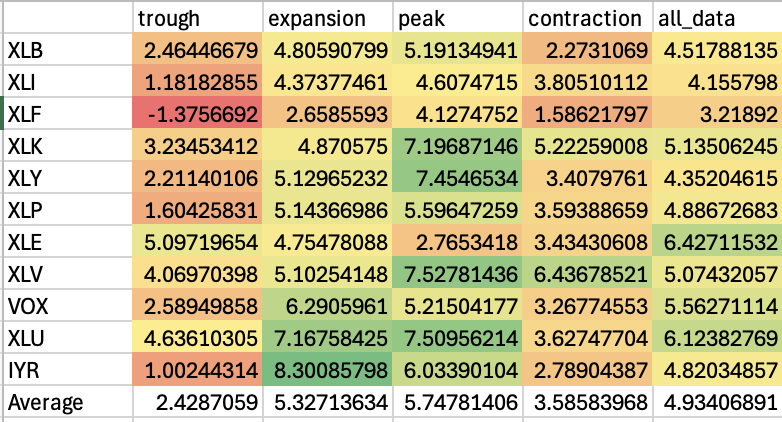 trough expansion peak contraction all_data
XLB 2.46446679 4.80590799 5.19134941 2.2731069 4.51788135
XLI 1.18182855 4.37377461 4.6074715 3.80510112 4.155798
XLF -1.3756692 2.6585593 4.1274752 1.58621797 3.21892
XLK 3.23453412 4.870575 7.19687146 5.22259008 5.13506245
XLY 2.21140106 5.12965232 7.4546534 3.4079761 4.35204615
XLP 1.60425831 5.14366986 5.59647259 3.59388659 4.88672683
XLE 5.09719654 4.75478088 2.7653418 3.43430608 6.42711532
XLV 4.06970398 5.10254148 7.52781436 6.43678521 5.07432057
VOX 2.58949858 6.2905961 5.21504177 3.26774553 5.56271114
XLU 4.63610305 7.16758425 7.50956214 3.62747704 6.12382769
IYR 1.00244314 8.30085798 6.03390104 2.78904387 4.82034857
Average 2.4287059 5.32713634 5.74781406 3.58583968 4.93406891